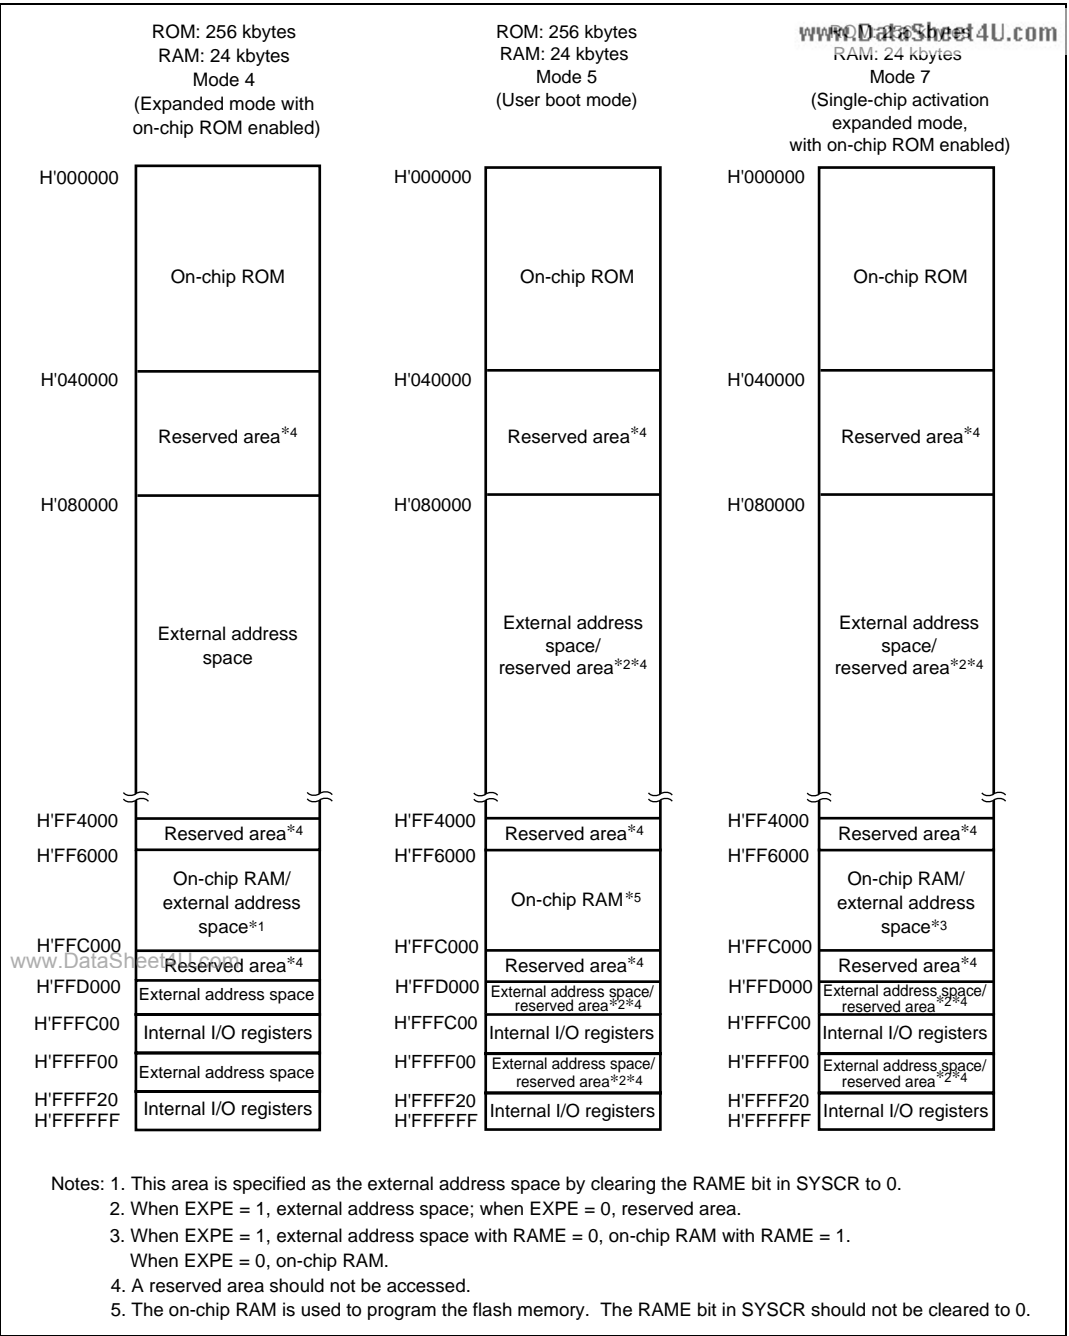 ROM: 256 kbytes
RAM: 24 kbytes
Mode 4
(Expanded mode with
on-chip ROM enabled)
H'000000
On-chip ROM
H'040000
Reserved area*4
H'080000
External address
space
H'FF4000
Reserved area*4
H'FF6000
On-chip RAM/
external address
space*1
H'FFC000
Reserved area*4
H'FFD000
External address space
H'FFFC00
Internal I/O registers
H'FFFF00
External address space
H'FFFF20
Internal I/O registers
H'FFFFFF
ROM: 256 kbytes
RAM: 24 kbytes
Mode 5
(User boot mode)
H'000000
On-chip ROM
H'040000
Reserved area*4
H'080000
External address
space/
reserved area*2*4
H'FF4000
Reserved area*4
H'FF6000
On-chip RAM*5
H'FFC000
Reserved area*4
H'FFD000
External address space/
reserved area*2*4
H'FFFC00
Internal I/O registers
H'FFFF00
External address space/
reserved area*2*4
H'FFFF20
Internal I/O registers
H'FFFFFF
www.DataSheet4U.com
ROM: 256 kbytes
RAM: 24 kbytes
Mode 7
(Single-chip activation
expanded mode,
with on-chip ROM enabled)
H'000000
On-chip ROM
H'040000
Reserved area*4
H'080000
External address
space/
reserved area*2*4
H'FF4000
Reserved area*4
H'FF6000
On-chip RAM/
external address
space*3
H'FFC000
Reserved area*4
H'FFD000
External address space/
reserved area*2*4
H'FFFC00
Internal I/O registers
H'FFFF00
External address space/
reserved area*2*4
H'FFFF20
Internal I/O registers
H'FFFFFF
www.DataSheet4U.com
Notes: 1. This area is specified as the external address space by clearing the RAME bit in SYSCR to 0.
2. When EXPE = 1, external address space; when EXPE = 0, reserved area.
3. When EXPE = 1, external address space with RAME = 0, on-chip RAM with RAME = 1.
When EXPE = 0, on-chip RAM.
4. A reserved area should not be accessed.
5. The on-chip RAM is used to program the flash memory. The RAME bit in SYSCR should not be cleared to 0.